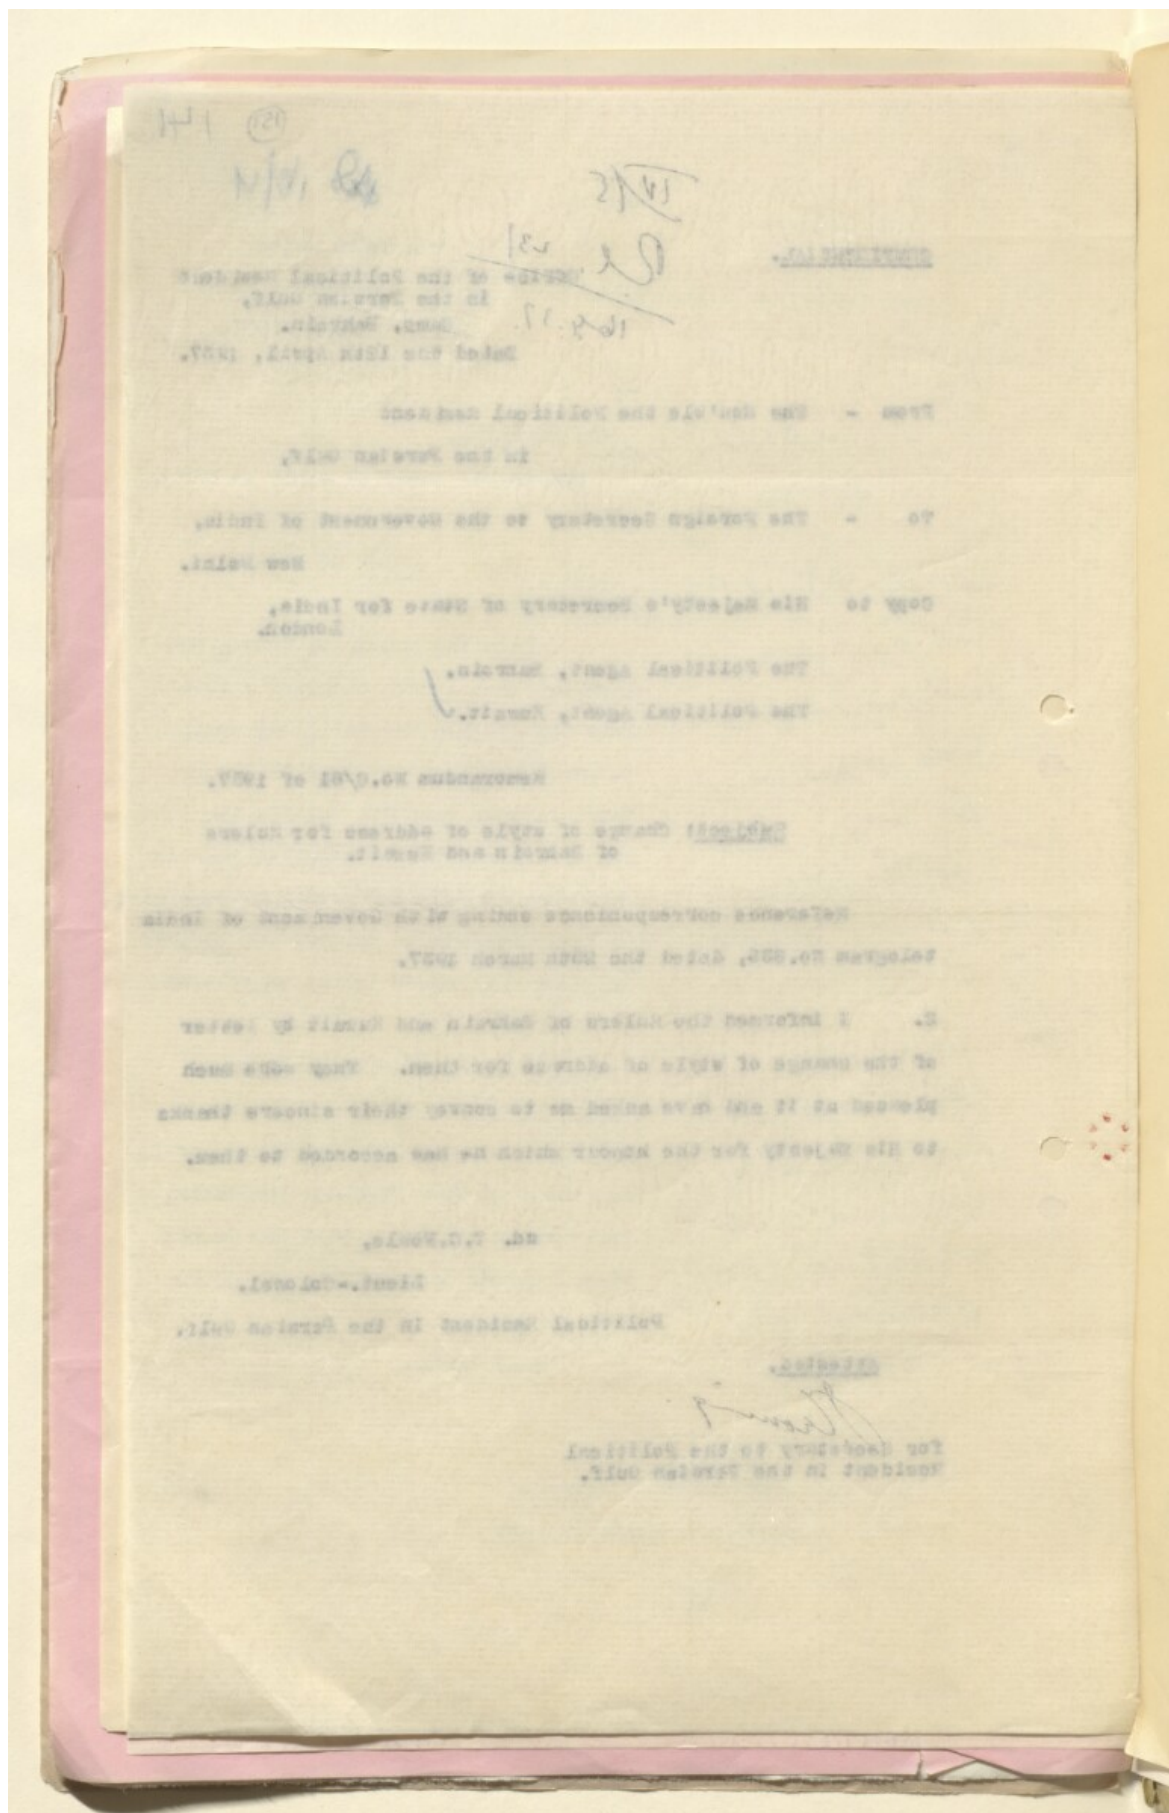 141 (151)
IV/15
CONFIDENTIAL.
Office of the Political Resident
in the Persian Gulf,
Camp, Bahrain.
Dated the 12th April, 1937.
From - The Hon'ble the Political Resident
in the Persian Gulf,
To - The Foreign Secretary to the Government of India,
New Delhi.
Copy to His Majesty's Secretary of State for India,
London.
The Political Agent, Bahrain.
The Political Agent, Kuwait.
Memorandum No.C/81 of 1937.
Subject: Change of style of address for Rulers
of Bahrain and Kuwait.
Reference correspondence ending with Government of India
telegram dated the March 1937.
2. I informed the Rulers of Bahrain and Kuwait by letter
of the change of style of address for them. They were much
pleased at it and have asked me to convey their sincere thanks
to His Majesty for the honour which He has accorded to them.
sd. T.C.Fowle,
Lieut.-Colonel.
Political Resident in the Persian Gulf.
Attested.
for Secretary to the Political
Resident in the Persian Gulf.